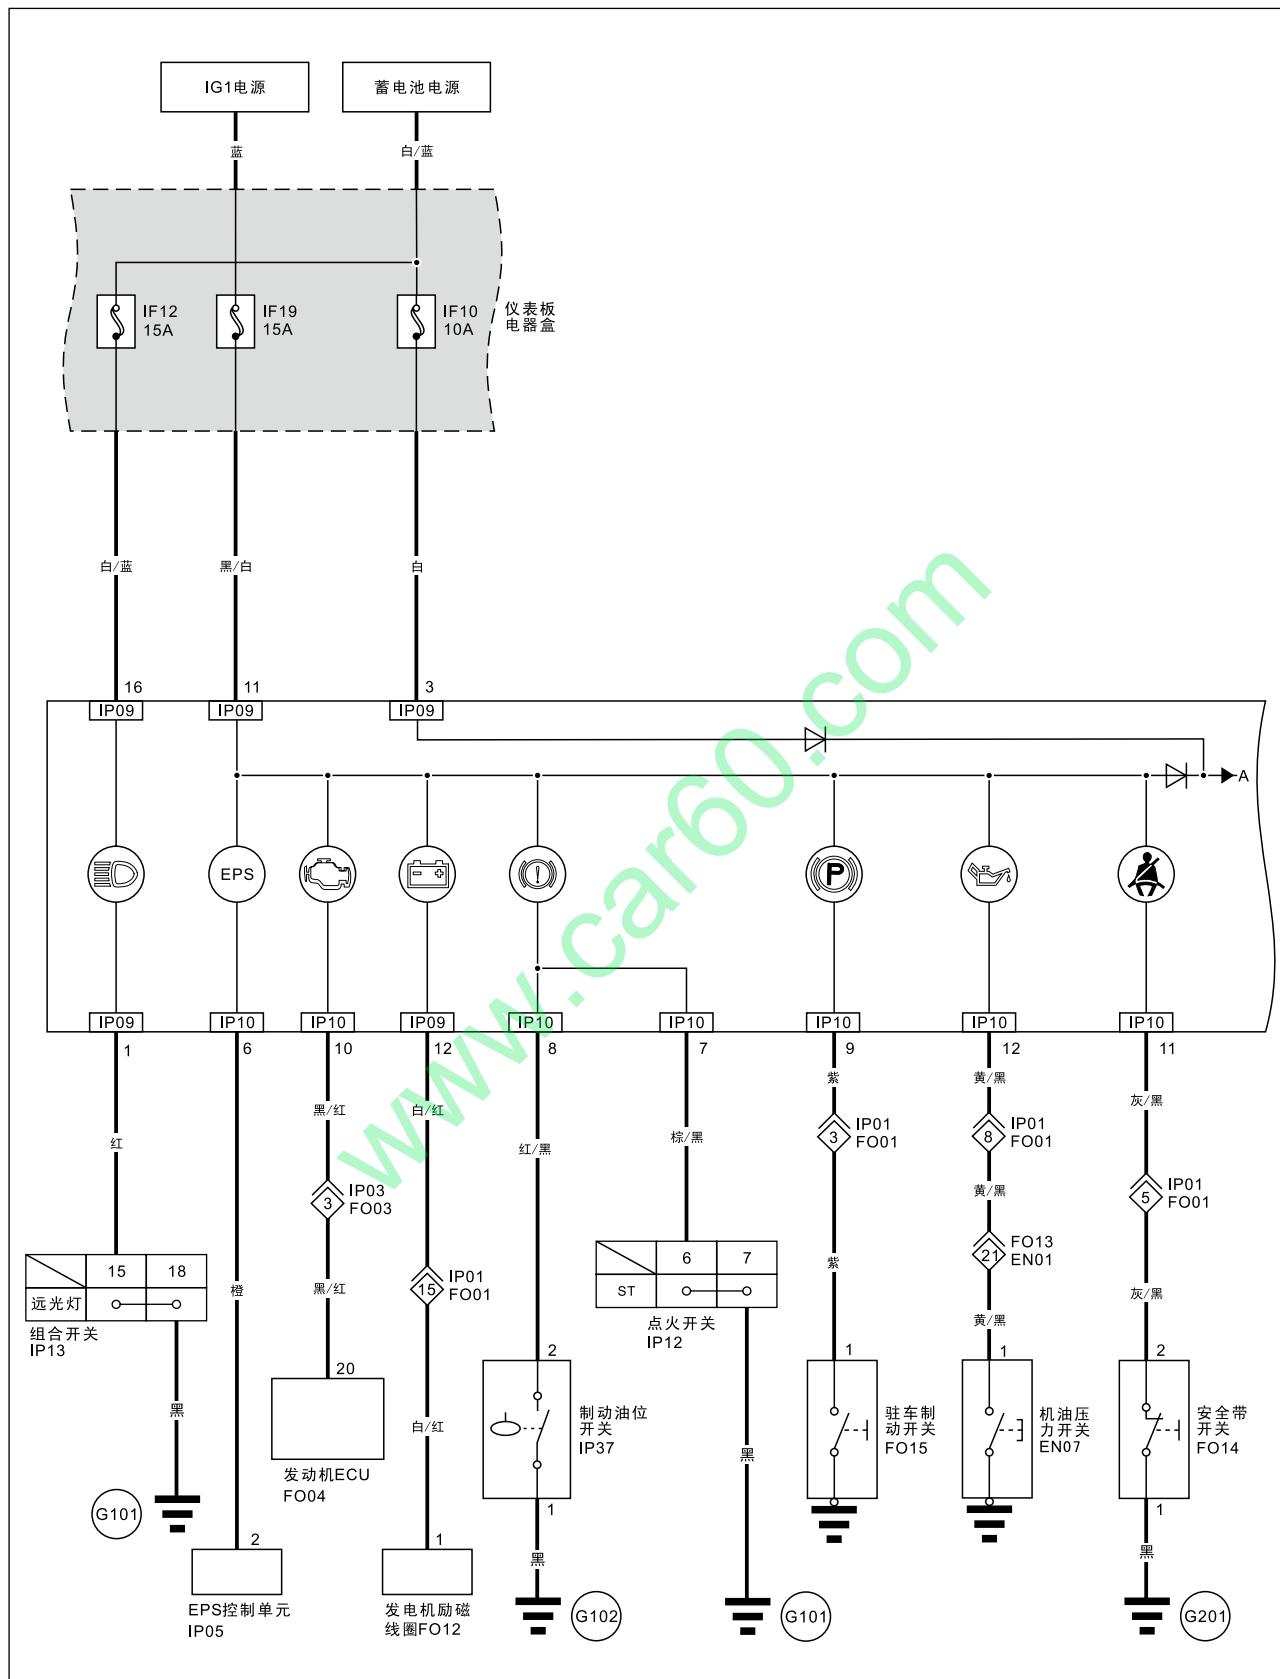 IG1电源
蓄电池电源
蓝
白/蓝
IF12
15A
IF19
15A
IF10
10A
仪表板
电器盒
白/蓝
黑/白
白
16
11
3
IP09
IP09
IP09
A
EPS
P
IP09
IP10
IP10
IP09
IP10
IP10
IP10
IP10
IP10
1
6
10
12
8
7
9
12
11
紫
黄/黑
灰/黑
黑/红
白/红
3
IP01
FO01
8
IP01
FO01
红
红/黑
棕/黑
3
IP03
FO03
黄/黑
5
IP01
FO01
15
18
远光灯
组合开关
IP13
橙
黑/红
15
IP01
FO01
6
7
ST
点火开关
IP12
紫
21
FO13
EN01
黄/黑
灰/黑
黑
20
发动机ECU
FO04
白/红
2
制动油位
开关
IP37
1
黑
1
驻车制
动开关
FO15
1
机油压
力开关
EN07
2
安全带
开关
FO14
1
G101
2
EPS控制单元
IP05
1
发电机励磁
线圈FO12
黑
G102
G101
黑
G201
www.car60.com